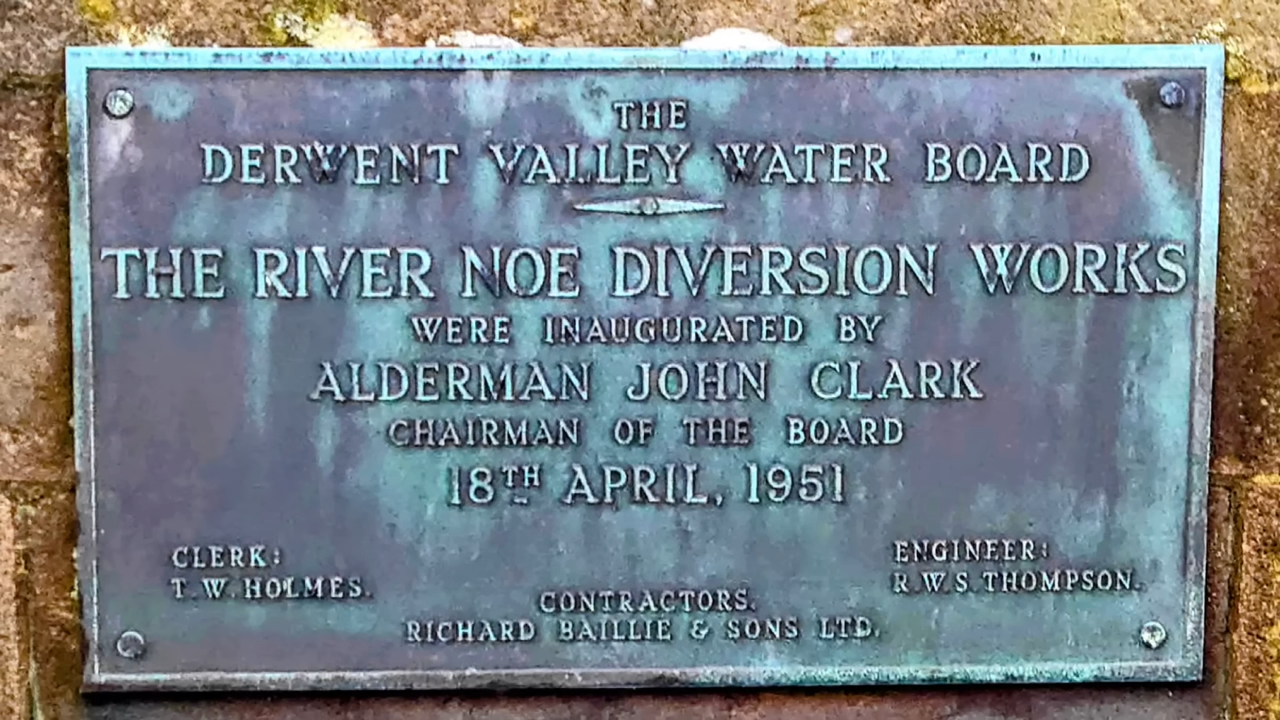 THE
DERWENT VALLEY WATER BOARD
THE RIVER NOE DIVERSION WORKS
WERE INAUGURATED BY
ALDERMAN JOHN CLARK
CHAIRMAN OF THE BOARD
18TH APRIL, 1951
CLERK:
T.W. HOLMES.
ENGINEER:
R.W.S. THOMPSON.
CONTRACTORS.
RICHARD BAILLIE & SONS LTD.